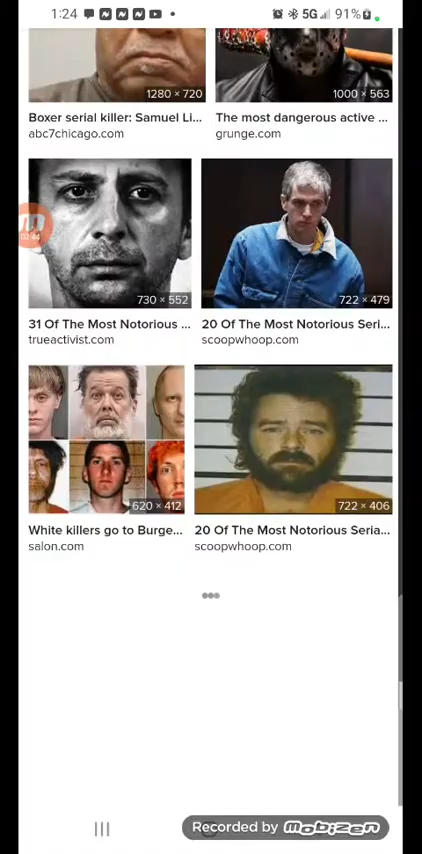 1:24
5G
91%
1280 × 720
1000 × 563
Boxer serial killer: Samuel Li...
The most dangerous active ...
abc7chicago.com
grunge.com
02:44
730 × 552
722 × 479
31 Of The Most Notorious ...
20 Of The Most Notorious Seri...
trueactivist.com
scoopwhoop.com
620 × 412
722 × 406
White killers go to Burge...
20 Of The Most Notorious Seria...
salon.com
scoopwhoop.com
Recorded by Mobizen